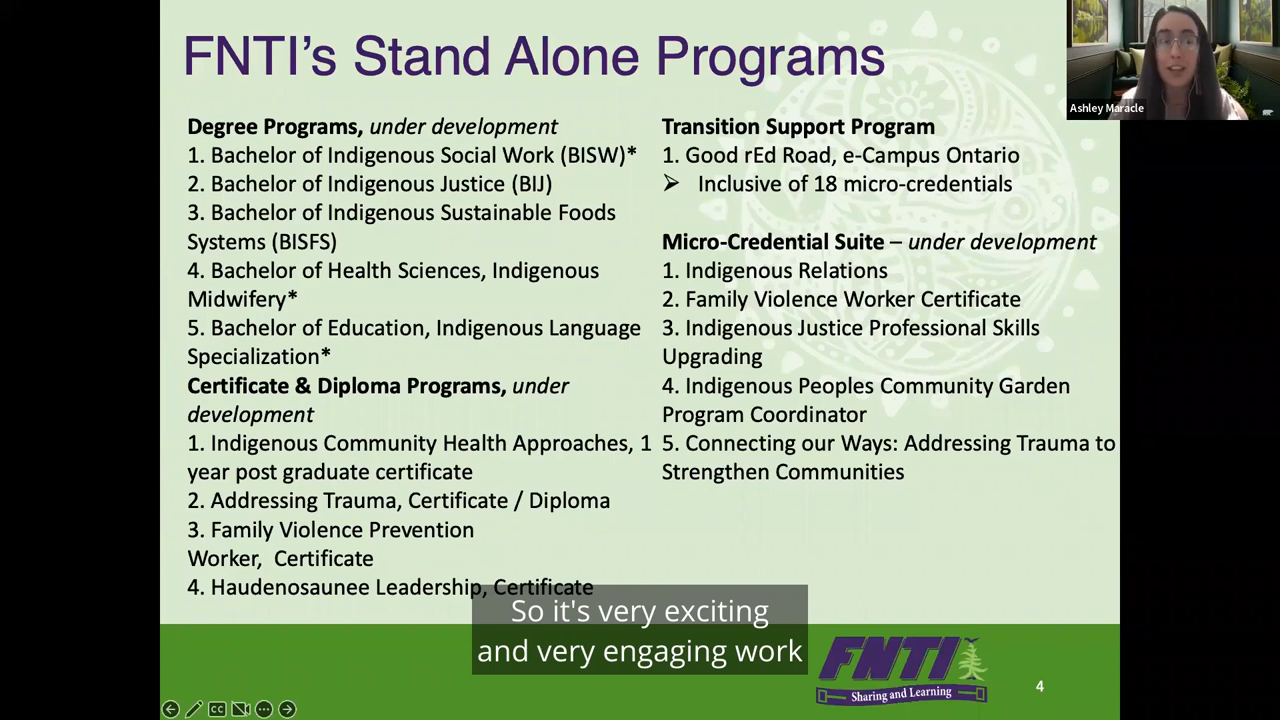 FNTI's Stand Alone Programs
Degree Programs, under development
1. Bachelor of Indigenous Social Work (BISW)*
2. Bachelor of Indigenous Justice (BIJ)
3. Bachelor of Indigenous Sustainable Foods
Systems (BISFS)
4. Bachelor of Health Sciences, Indigenous
Midwifery*
5. Bachelor of Education, Indigenous Language
Specialization*
Certificate & Diploma Programs, under
development
1. Indigenous Community Health Approaches, 1
year post graduate certificate
2. Addressing Trauma, Certificate / Diploma
3. Family Violence Prevention
Worker, Certificate
4. Haudenosaunee Leadership, Certificate
Transition Support Program
1. Good rEd Road, e-Campus Ontario
➢ Inclusive of 18 micro-credentials
Micro-Credential Suite – under development
1. Indigenous Relations
2. Family Violence Worker Certificate
3. Indigenous Justice Professional Skills
Upgrading
4. Indigenous Peoples Community Garden
Program Coordinator
5. Connecting our Ways: Addressing Trauma to
Strengthen Communities
Ashley Maracle
So it's very exciting
and very engaging work
FNTI
Sharing and Learning
4
CC